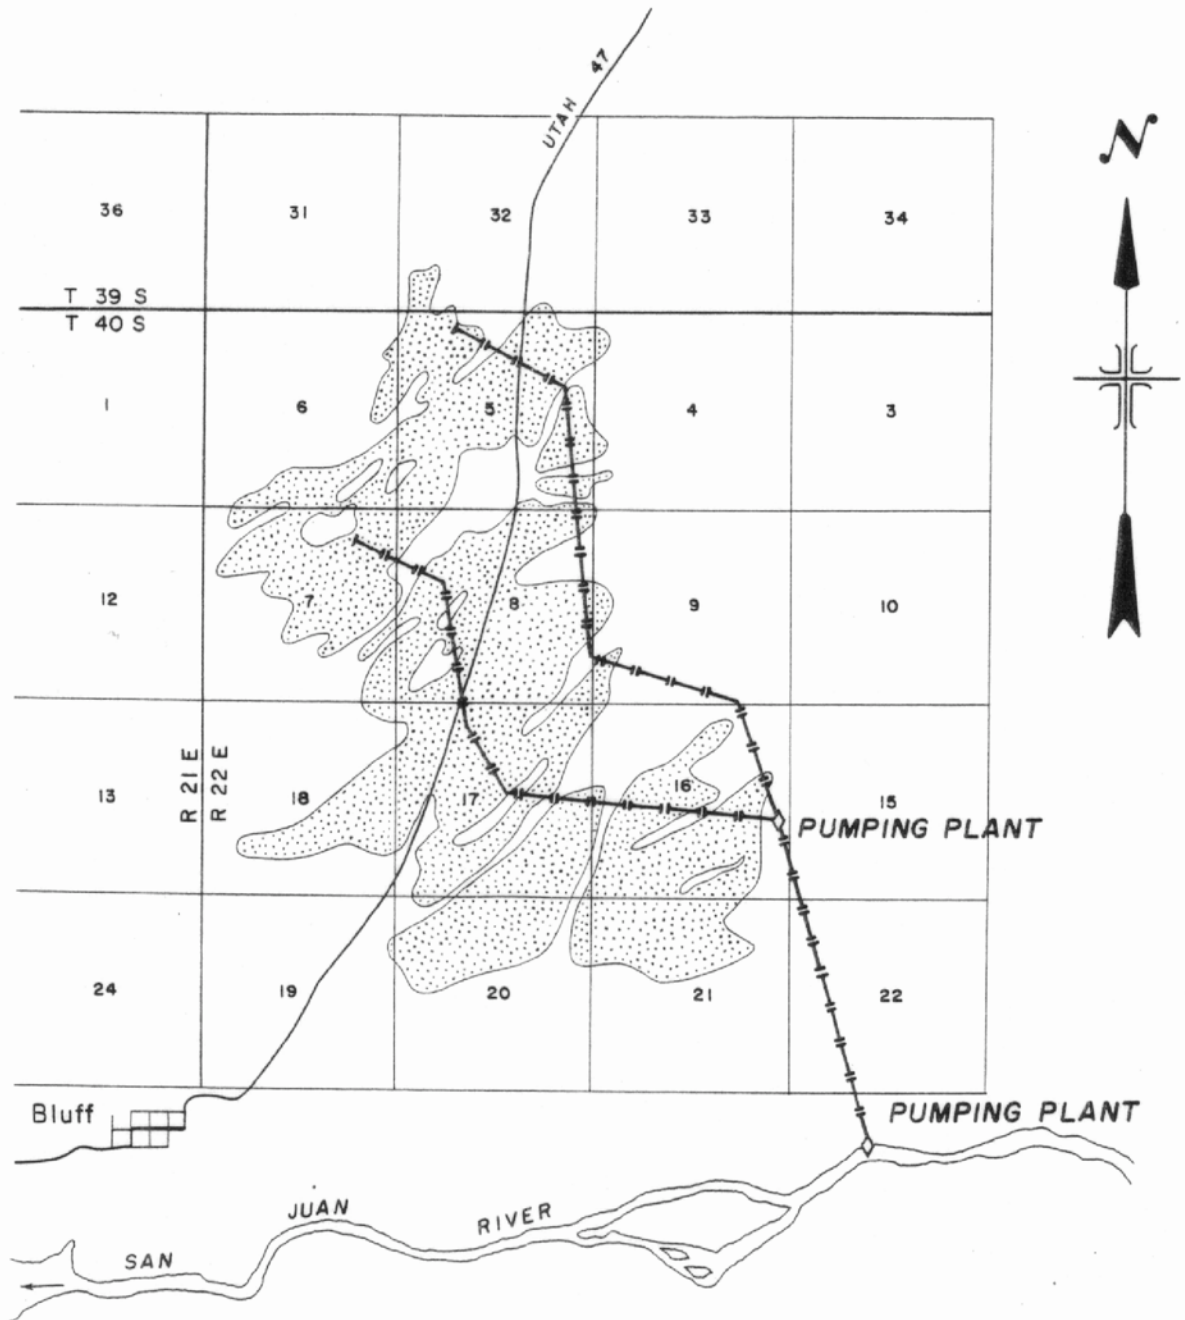 UTAH 47
N
36 31 32 33 34
T 39 S
T 40 S
1 6 5 4 3
12 7 8 9 10
R 21 E
R 22 E
13 18 17 16 15
PUMPING PLANT
24 19 20 21 22
Bluff
PUMPING PLANT
SAN JUAN RIVER